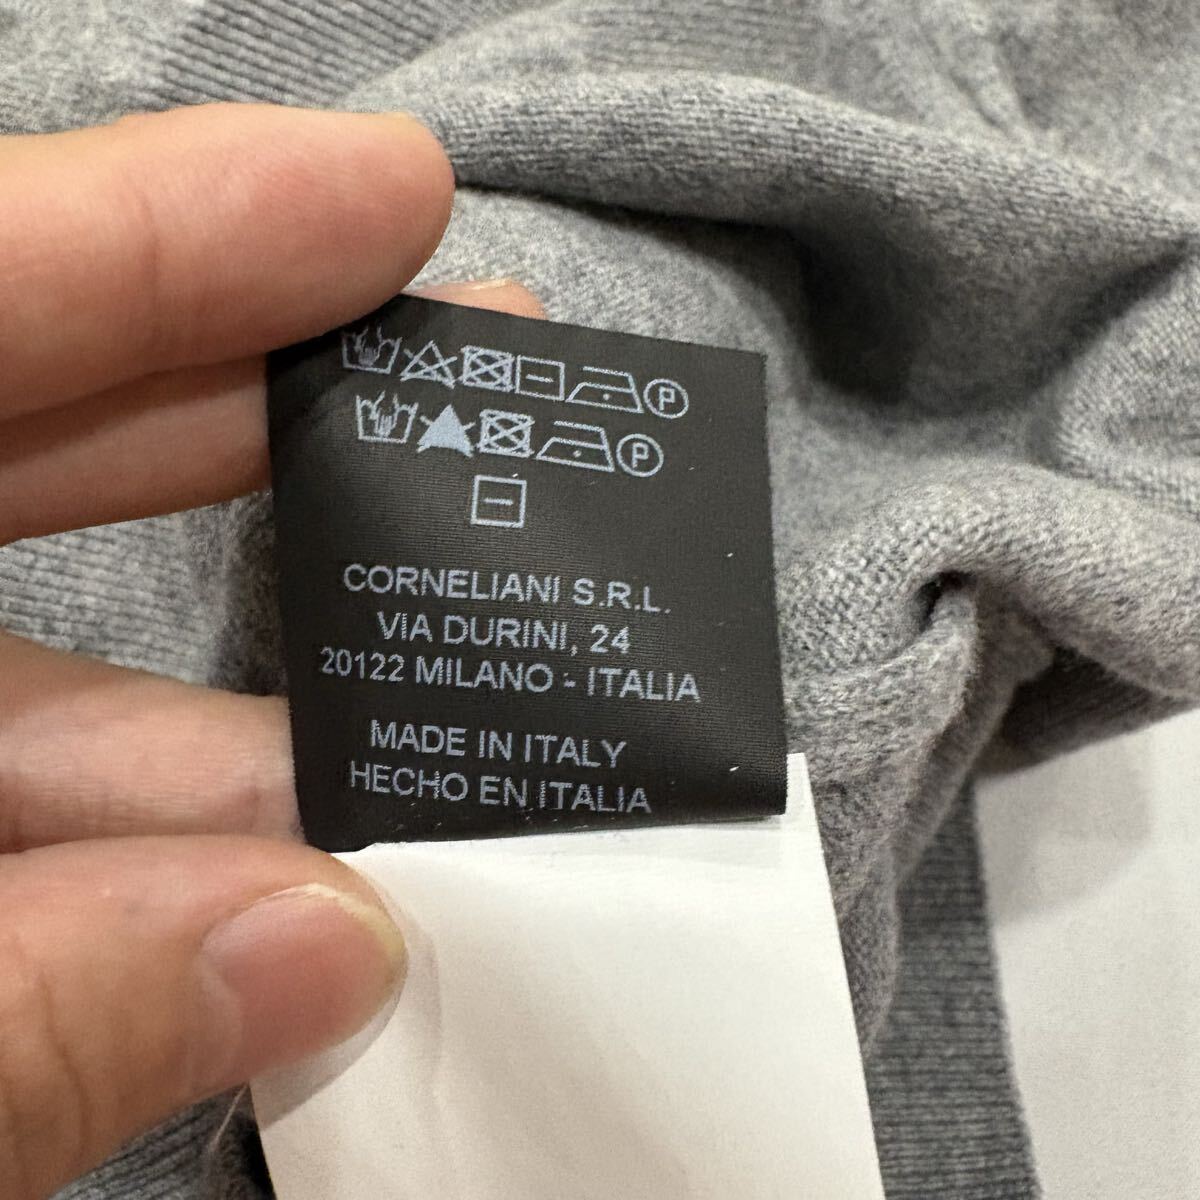 P
P
CORNELIANI S.R.L.
VIA DURINI, 24
20122 MILANO - ITALIA
MADE IN ITALY
HECHO EN ITALIA